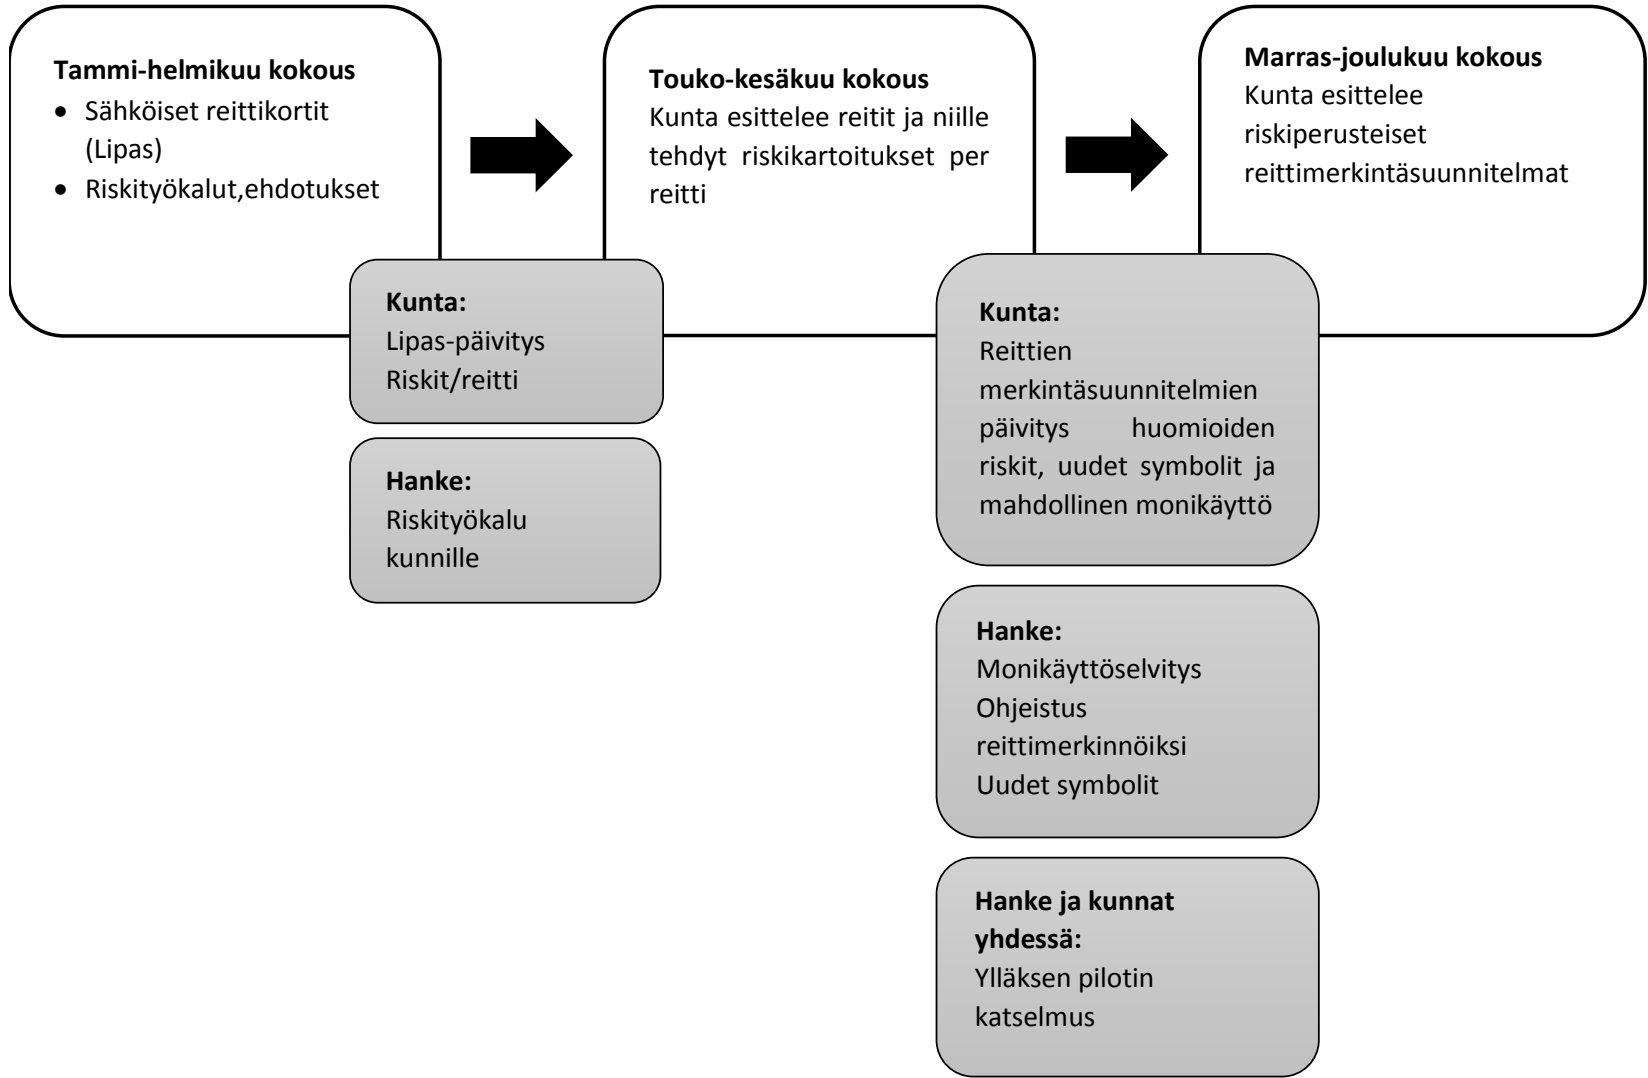 Tammi-helmikuu kokous
• Sähköiset reittikortit
(Lipas)
• Riskityökalut,ehdotukset
Touko-kesäkuu kokous
Kunta esittelee reitit ja niille
tehdyt riskikartoitukset per
reitti
Marras-joulukuu kokous
Kunta esittelee
riskiperusteiset
reittimerkintäsuunnitelmat
Kunta:
Lipas-päivitys
Riskit/reitti
Hanke:
Riskityökalu
kunnille
Kunta:
Reittien
merkintäsuunnitelmien
päivitys huomioiden
riskit, uudet symbolit ja
mahdollinen monikäyttö
Hanke:
Monikäyttöselvitys
Ohjeistus
reittimerkinnöiksi
Uudet symbolit
Hanke ja kunnat
yhdessä:
Ylläksen pilotin
katselmus